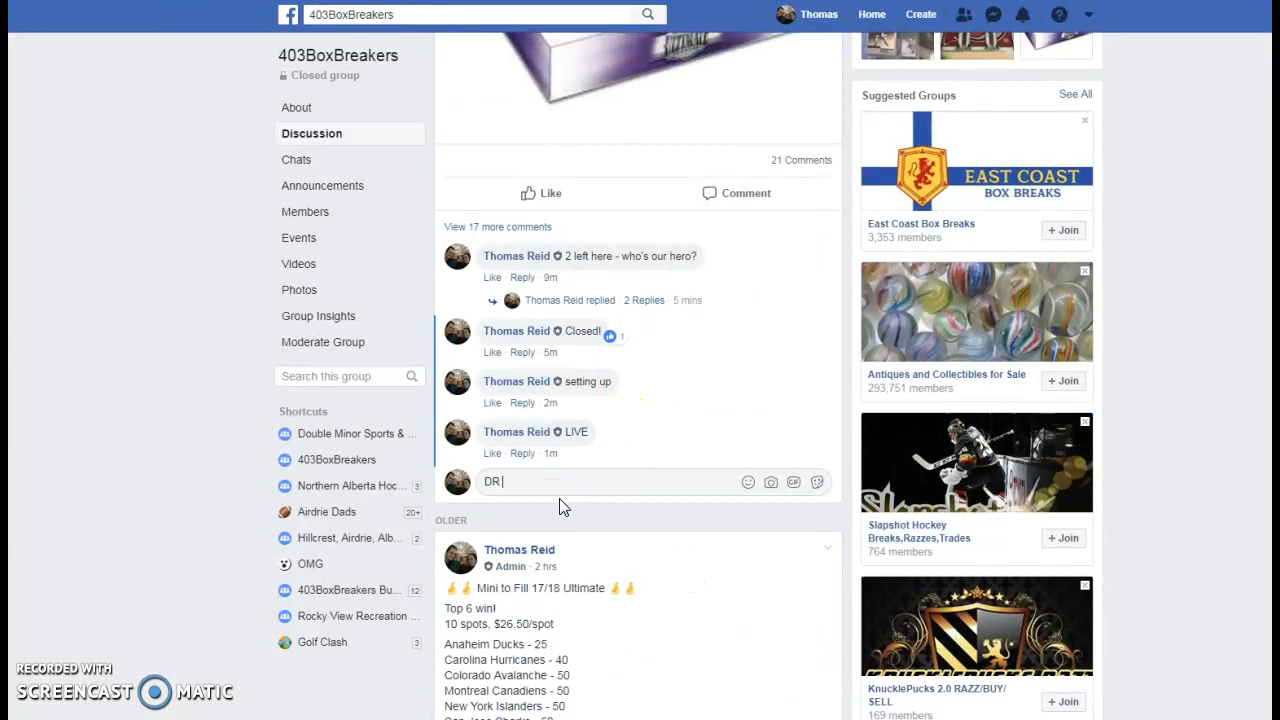 403BoxBreakers
Thomas
Home
Create
403BoxBreakers
Closed group
About
Discussion
Chats
Announcements
Members
Events
Videos
Photos
Group Insights
Moderate Group
Search this group
Shortcuts
Double Minor Sports & ...
403BoxBreakers
Northern Alberta Hoc... 3
Airdrie Dads 20+
Hillcrest, Airdrie, Alb... 2
OMG
403BoxBreakers Bu... 12
Rocky View Recreation ...
Golf Clash 3
RECORDED WITH
SCREENCAST MATIC
21 Comments
Like Comment
View 17 more comments
Thomas Reid 2 left here - who's our hero?
Like · Reply · 9m
Thomas Reid replied · 2 Replies · 5 mins
Thomas Reid Closed!
1
Like · Reply · 5m
Thomas Reid setting up
Like · Reply · 2m
Thomas Reid LIVE
Like · Reply · 1m
DR
GIF
OLDER
Thomas Reid
Admin · 2 hrs
🤞🤞 Mini to Fill 17/18 Ultimate 🤞🤞
Top 6 win!
10 spots, $26.50/spot
Anaheim Ducks - 25
Carolina Hurricanes - 40
Colorado Avalanche - 50
Montreal Canadiens - 50
New York Islanders - 50
San Jose Sharks - 50
Suggested Groups See All
EAST COAST
BOX BREAKS
East Coast Box Breaks
3,353 members
+ Join
Antiques and Collectibles for Sale
293,751 members
+ Join
Slapshot
Slapshot Hockey
Breaks,Razzes,Trades
764 members
+ Join
KnucklePucks 2.0 RAZZ/BUY/
SELL
169 members
+ Join